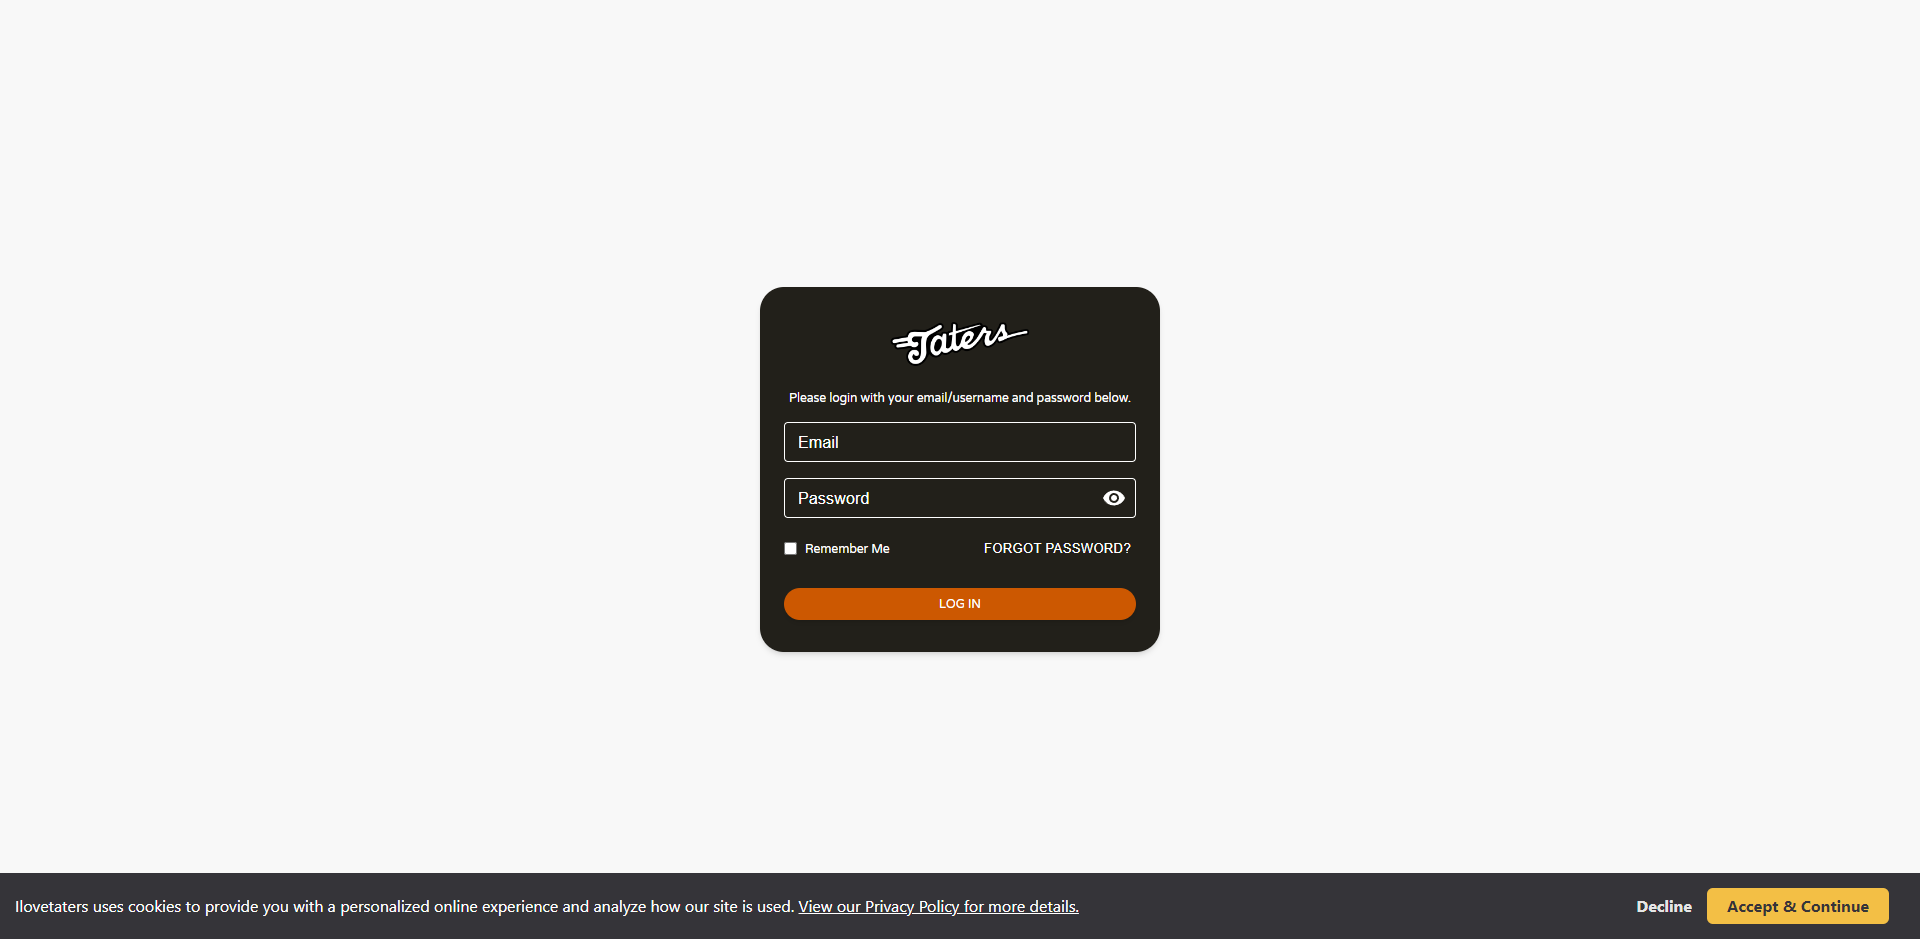 Taters
Please login with your email/username and password below.
Email
Password
Remember Me
FORGOT PASSWORD?
LOG IN
Ilovetaters uses cookies to provide you with a personalized online experience and analyze how our site is used. View our Privacy Policy for more details.
Decline
Accept & Continue